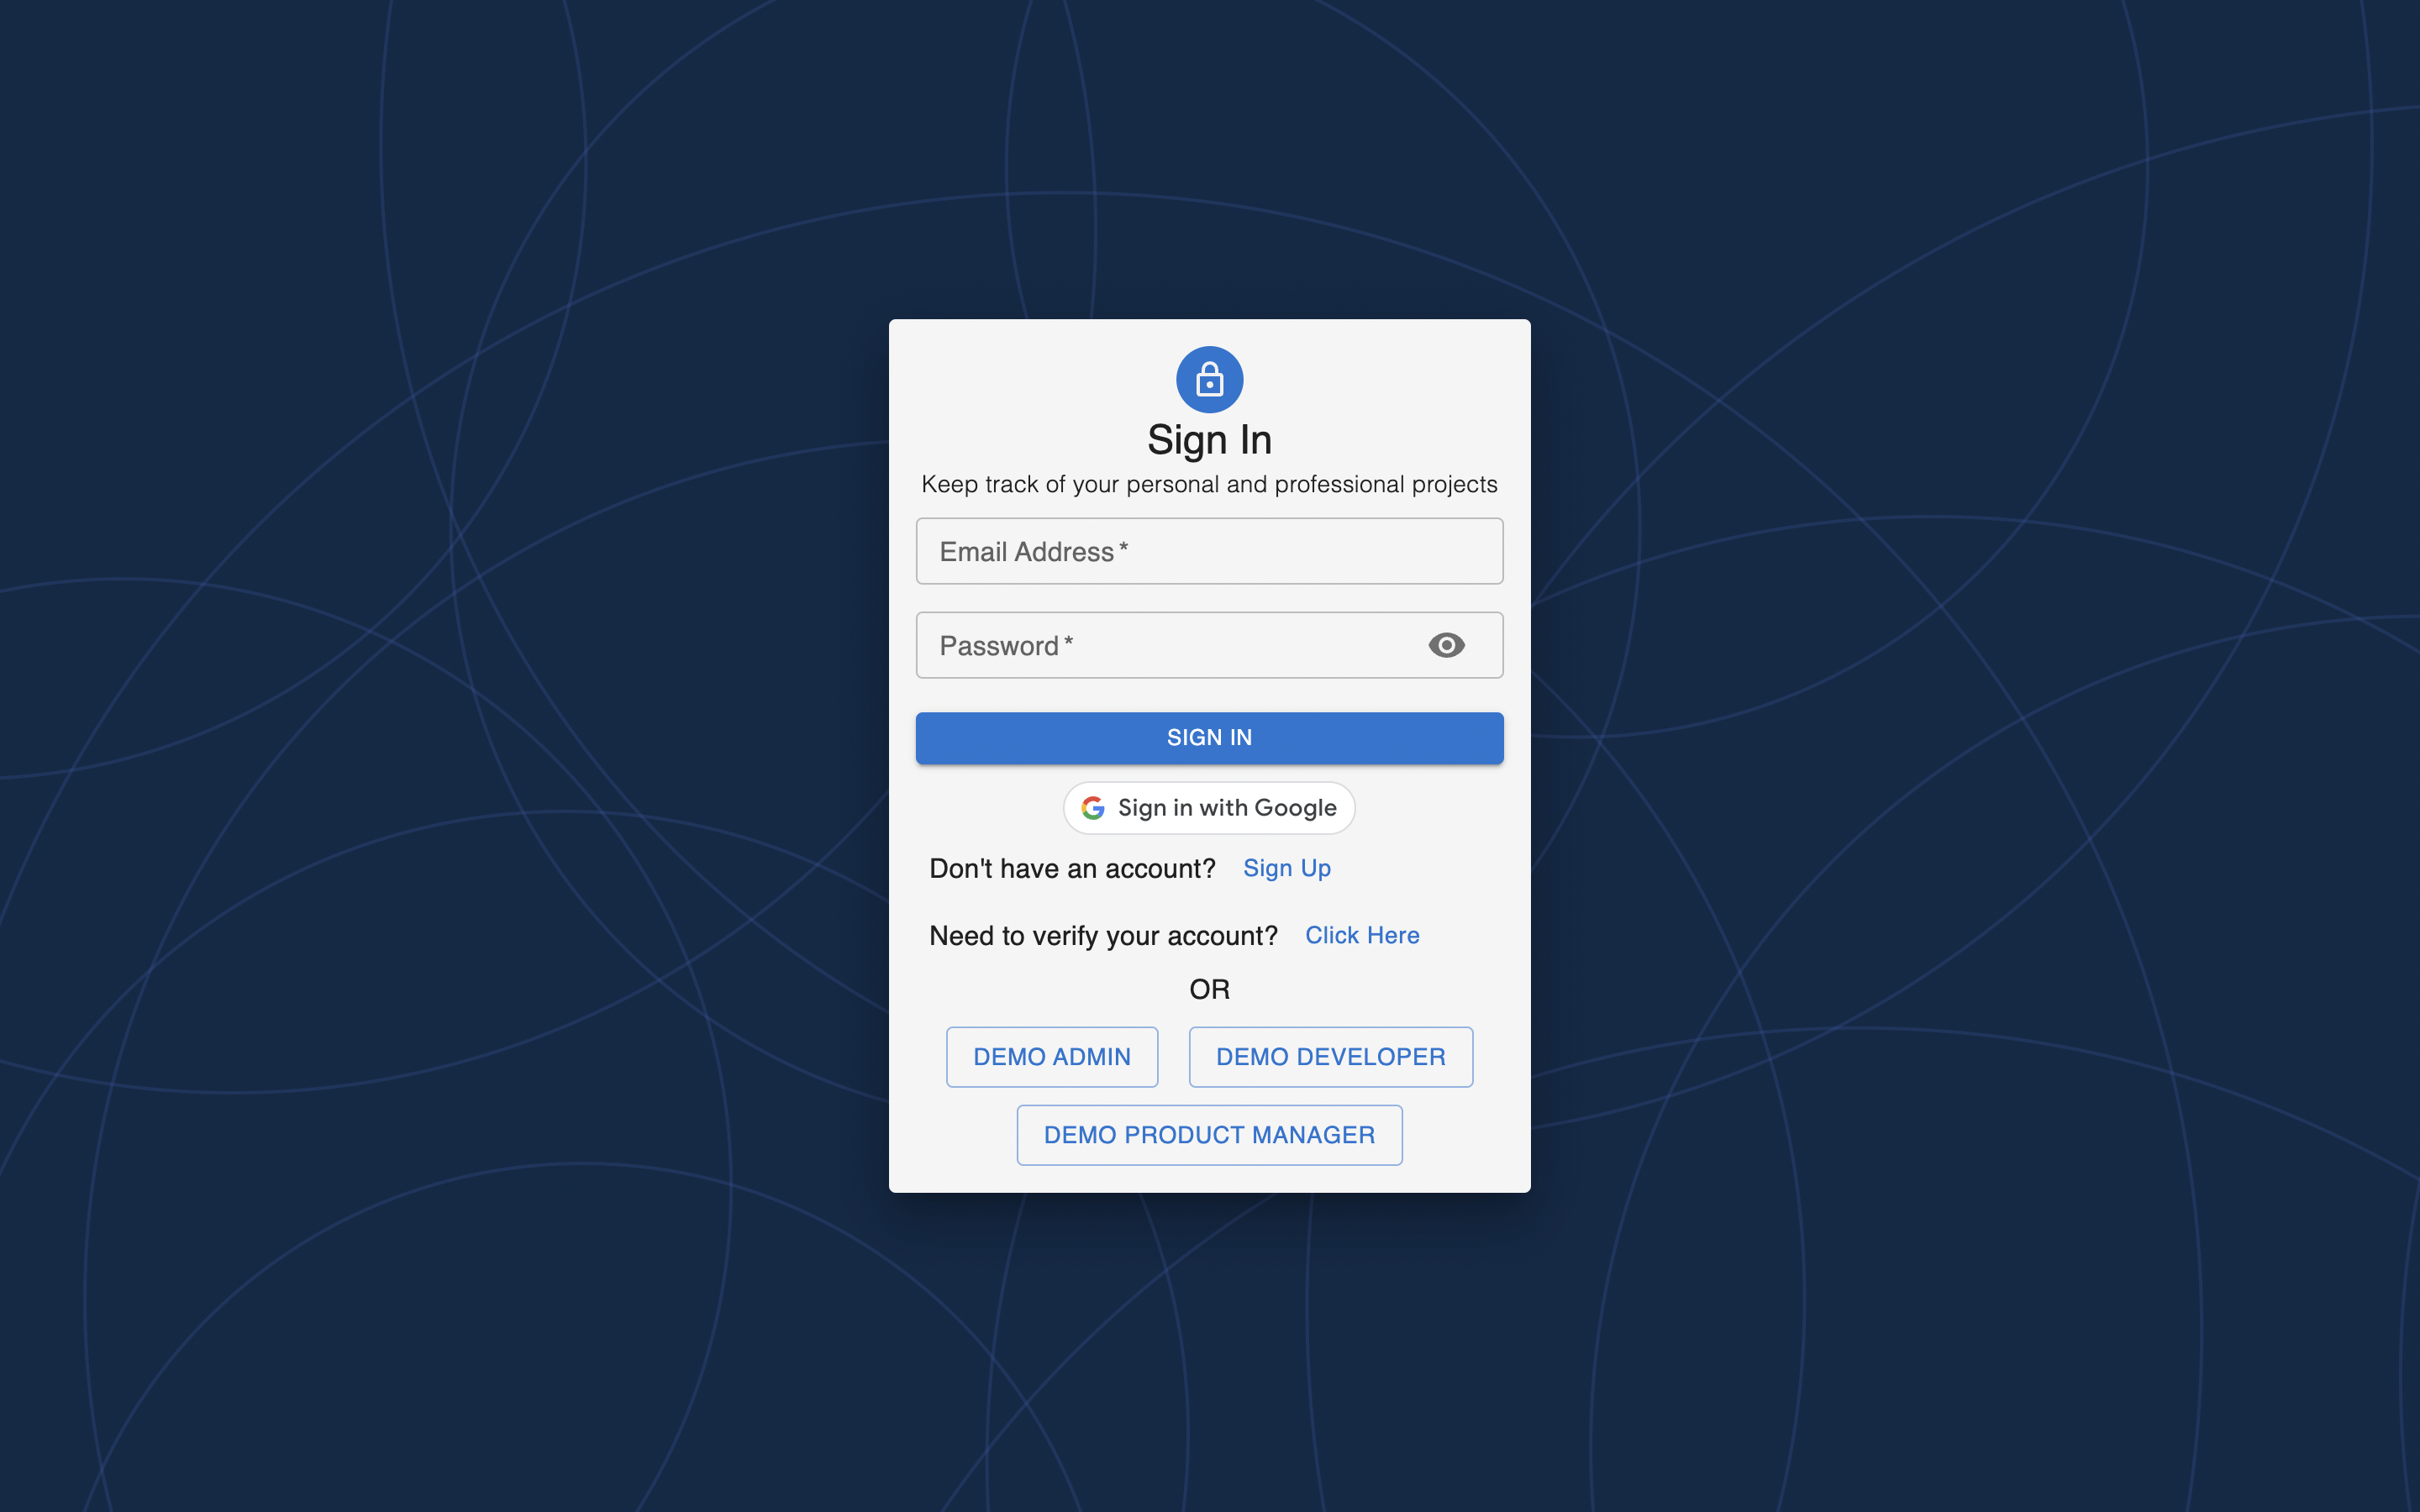 Sign In
Keep track of your personal and professional projects
Email Address *
Password *
SIGN IN
Sign in with Google
Don't have an account? Sign Up
Need to verify your account? Click Here
OR
DEMO ADMIN DEMO DEVELOPER
DEMO PRODUCT MANAGER